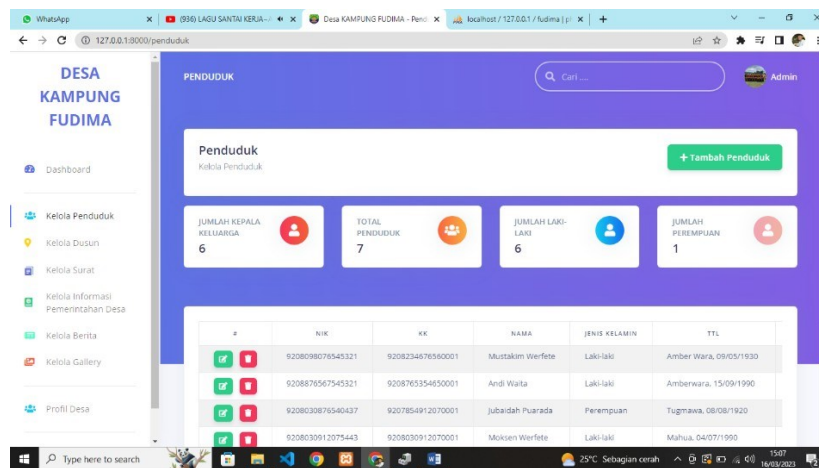 WhatsApp
(936) LAGU SANTAI KERJA-
Desa KAMPUNG FUDIMA - Pend
localhost / 127.0.0.1 / fudima | p
127.0.0.1:8000/penduduk
DESA
KAMPUNG
FUDIMA
PENDUDUK
Cari ....
Admin
Penduduk
Kelola Penduduk
Tambah Penduduk
Dashboard
Kelola Penduduk
Kelola Dusun
Kelola Surat
Kelola Informasi
Pemerintahan Desa
Kelola Berita
Kelola Gallery
Profil Desa
JUMLAH KEPALA
KELUARGA
6
TOTAL
PENDUDUK
7
JUMLAH LAKI-
LAKI
6
JUMLAH
PEREMPUAN
1
# NIK KK NAMA JENIS KELAMIN TTL
9208098076545321 9208234676560001 Mustakim Werfete Laki-laki Amber Wara, 09/05/1930
9208876567545321 9208765354650001 Andi Waita Laki-laki Amberwara, 15/09/1990
9208030876540437 9207854912070001 Jubaidah Puarada Perempuan Tugmawa, 08/08/1920
9208030912075443 9208030912070001 Moksen Werfete Laki-laki Mahua, 04/07/1990
Type here to search
25°C Sebagian cerah
15:07
16/03/2023